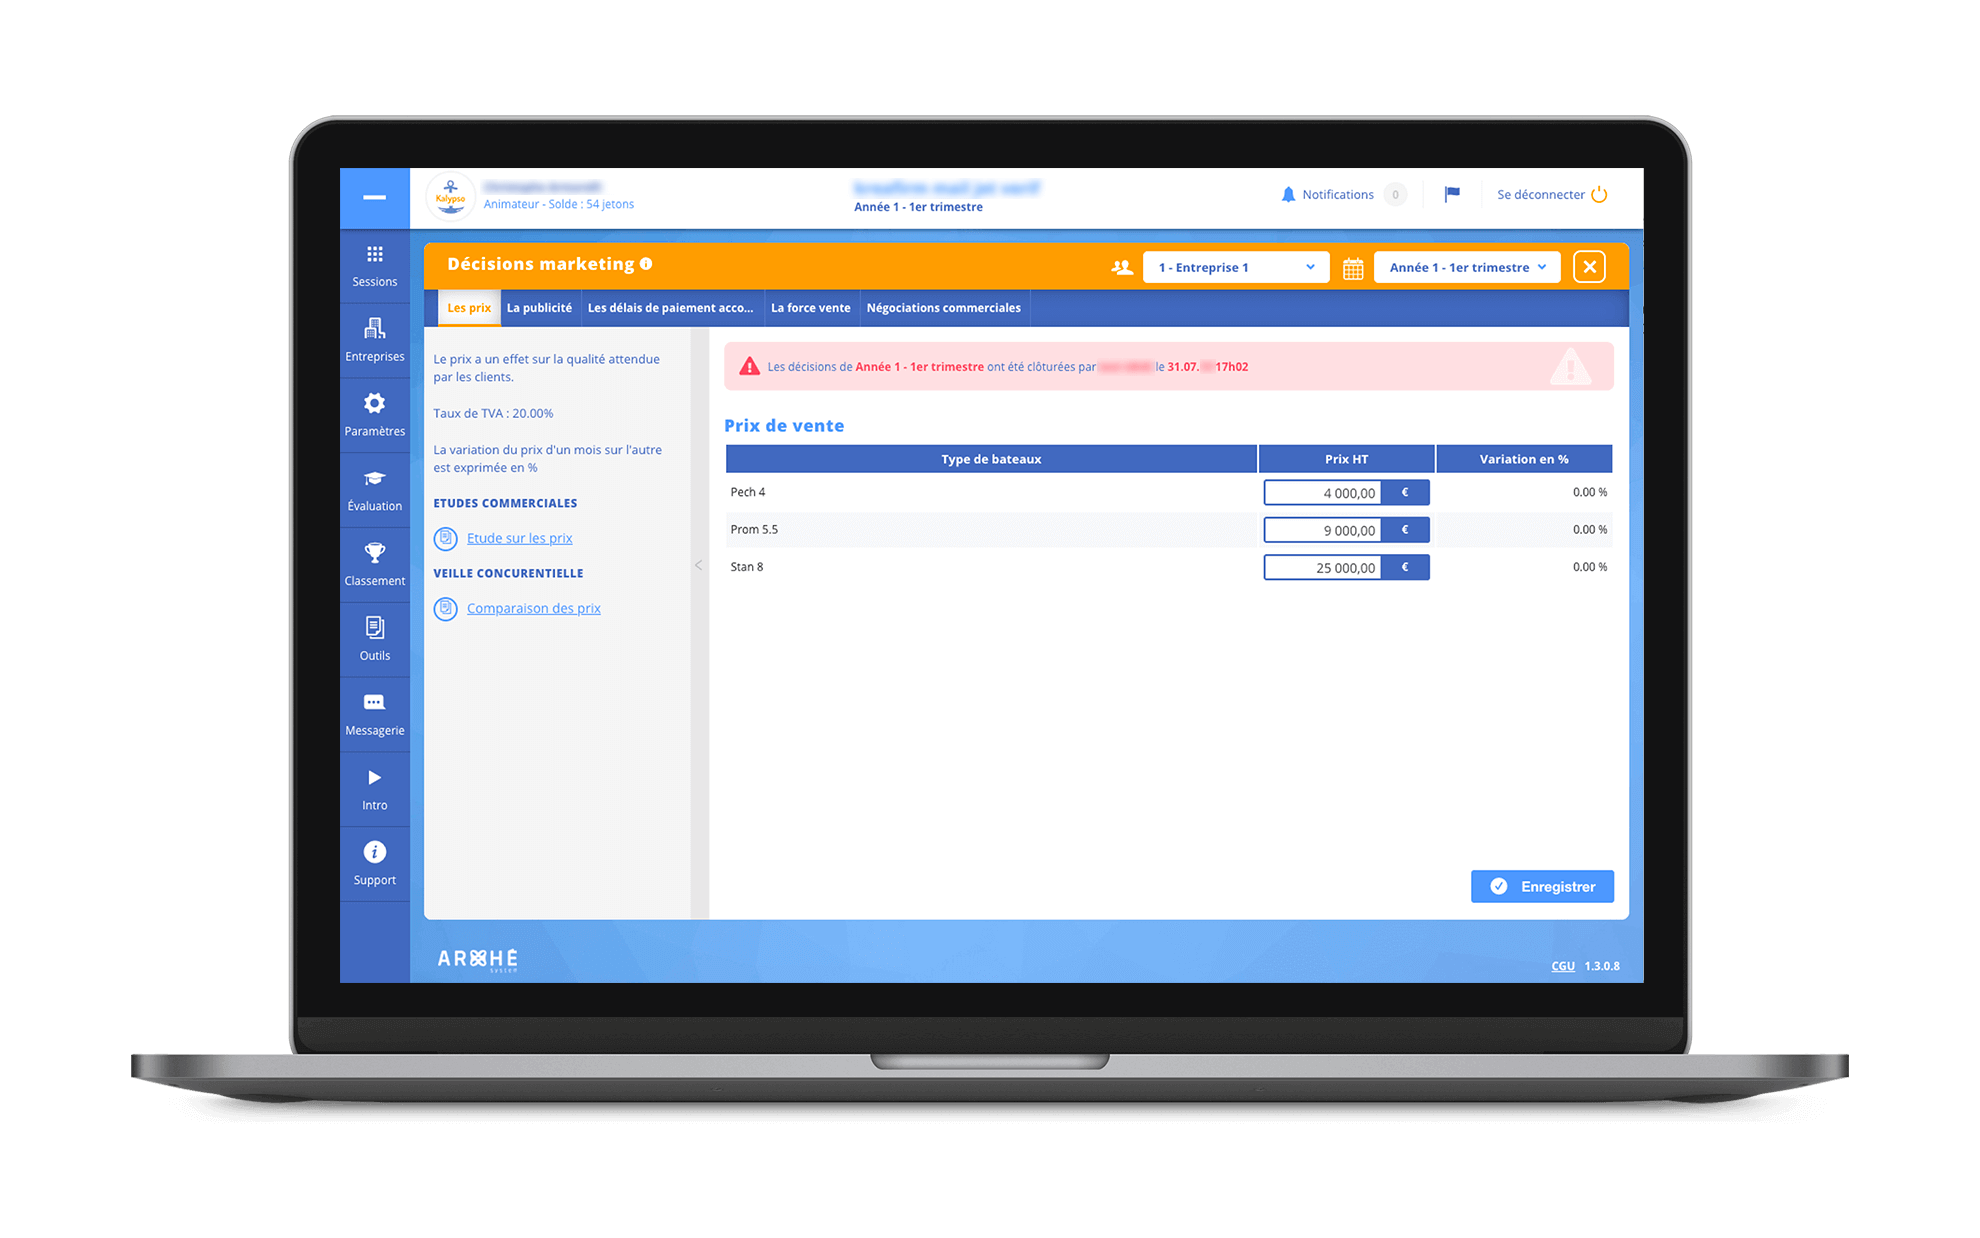 Kalypso
Animateur - Solde : 54 jetons
Année 1 - 1er trimestre
Notifications 0
Se déconnecter
Sessions
Entreprises
Paramètres
Évaluation
Classement
Outils
Messagerie
Intro
Support
Décisions marketing
1 - Entreprise 1
Année 1 - 1er trimestre
Les prix La publicité Les délais de paiement acco... La force vente Négociations commerciales
Le prix a un effet sur la qualité attendue
par les clients.
Taux de TVA : 20.00%
La variation du prix d'un mois sur l'autre
est exprimée en %
ETUDES COMMERCIALES
Etude sur les prix
VEILLE CONCURENTIELLE
Comparaison des prix
Les décisions de Année 1 - 1er trimestre ont été clôturées par le 31.07. 17h02
Prix de vente
Type de bateaux Prix HT Variation en %
Pech 4 4 000,00 € 0.00 %
Prom 5.5 9 000,00 € 0.00 %
Stan 8 25 000,00 € 0.00 %
Enregistrer
ARCHÉ
system
CGU 1.3.0.8